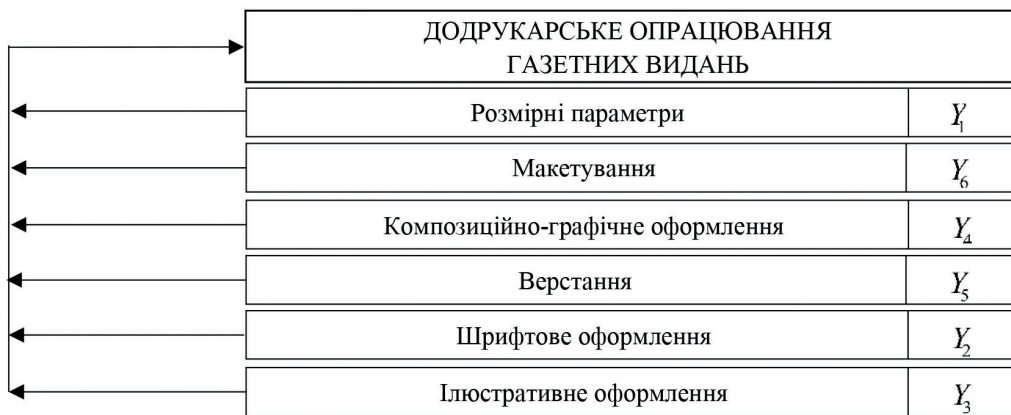 ДОДРУКАРСЬКЕ ОПРАЦЮВАННЯ
ГАЗЕТНИХ ВИДАНЬ
Розмірні параметри Y₁
Макетування Y₆
Композиційно-графічне оформлення Y₄
Верстання Y₅
Шрифтове оформлення Y₂
Ілюстративне оформлення Y₃